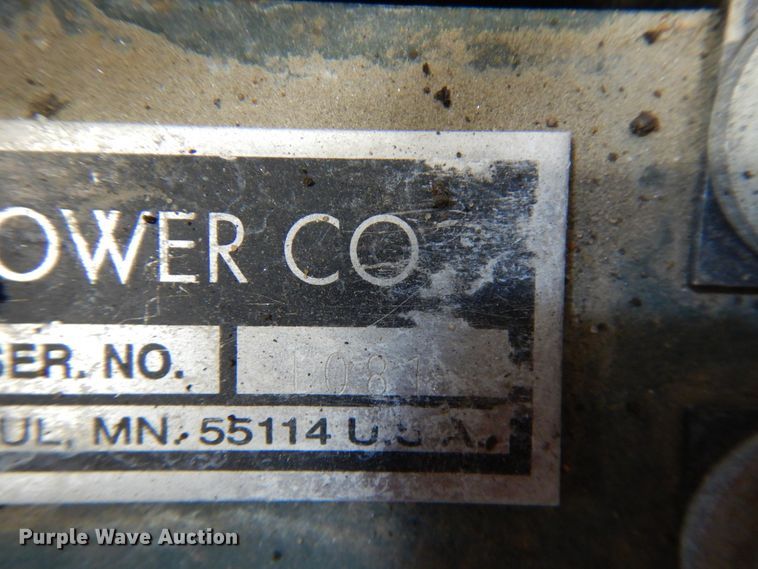 OWER CO
SER. NO. 1081
UL, MN. 55114 U.S.A.
Purple Wave Auction